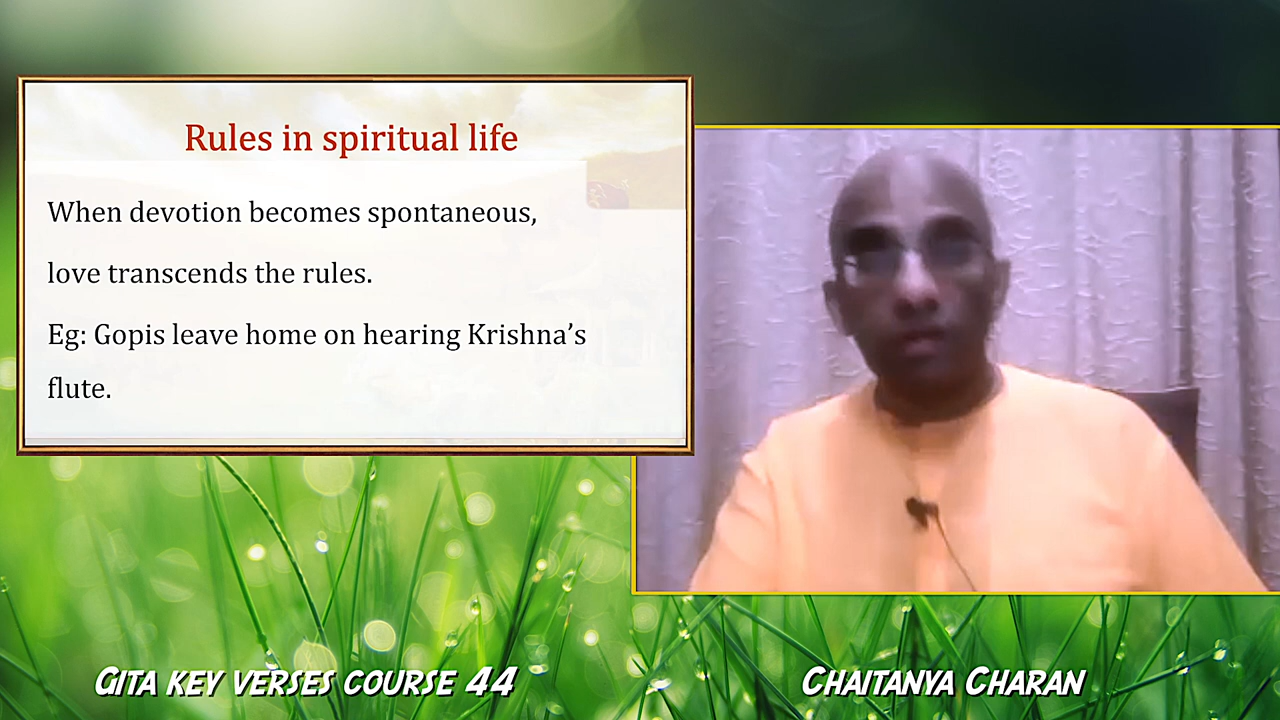 Rules in spiritual life
When devotion becomes spontaneous,
love transcends the rules.
Eg: Gopis leave home on hearing Krishna’s
flute.
GITA KEY VERSES COURSE 44
CHAITANYA CHARAN